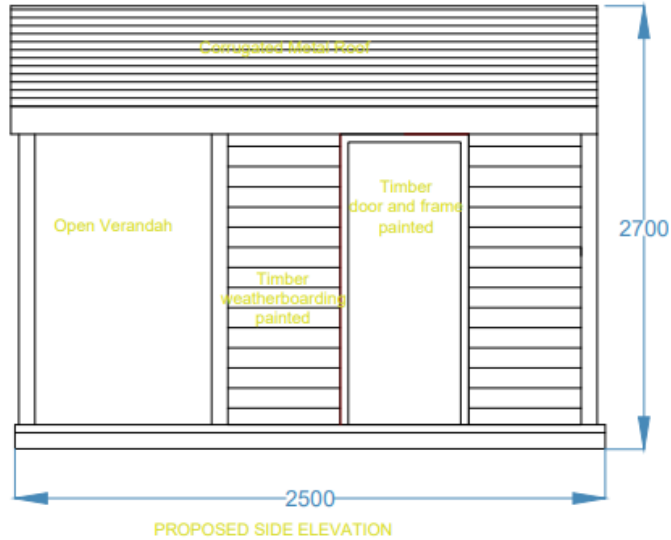 Corrugated Metal Roof
Timber
door and frame
painted
Open Verandah
2700
Timber
weatherboarding
painted
2500
PROPOSED SIDE ELEVATION